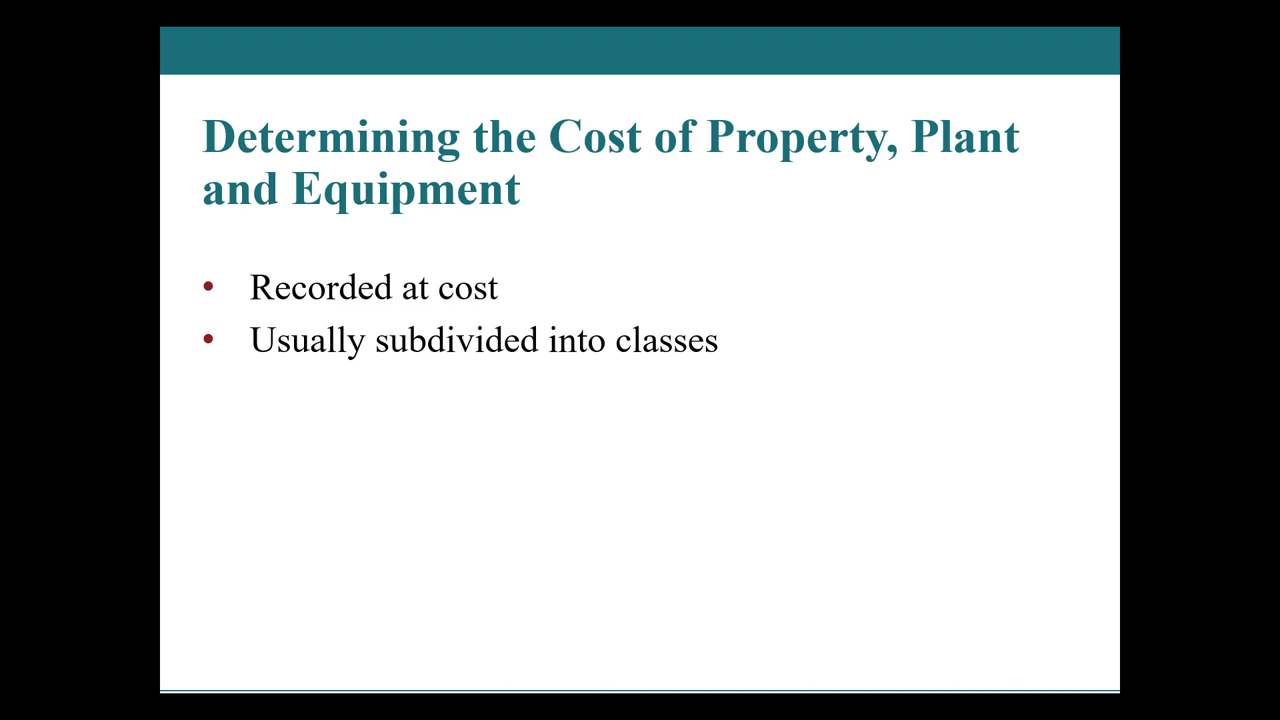 Determining the Cost of Property, Plant
and Equipment
• Recorded at cost
• Usually subdivided into classes